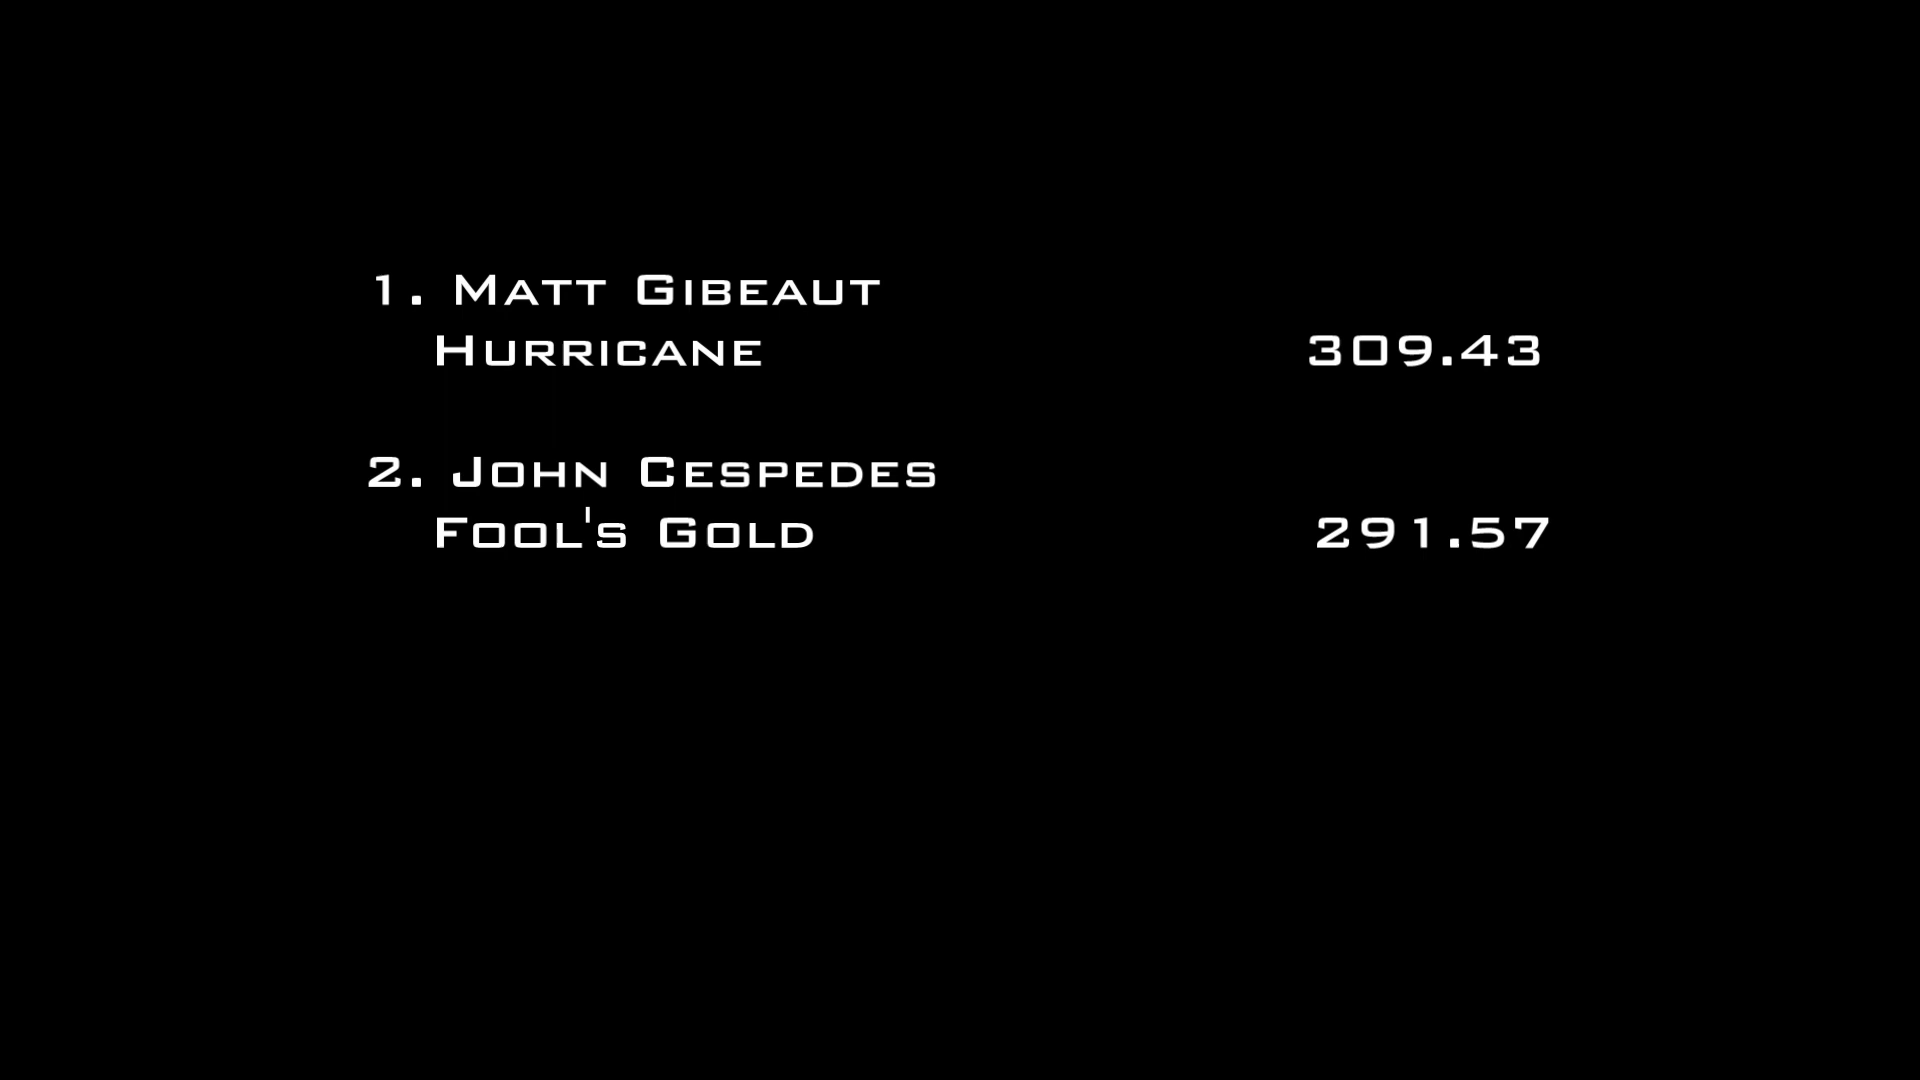 1. Matt Gibeaut
Hurricane 309.43
2. John Cespedes
Fool's Gold 291.57